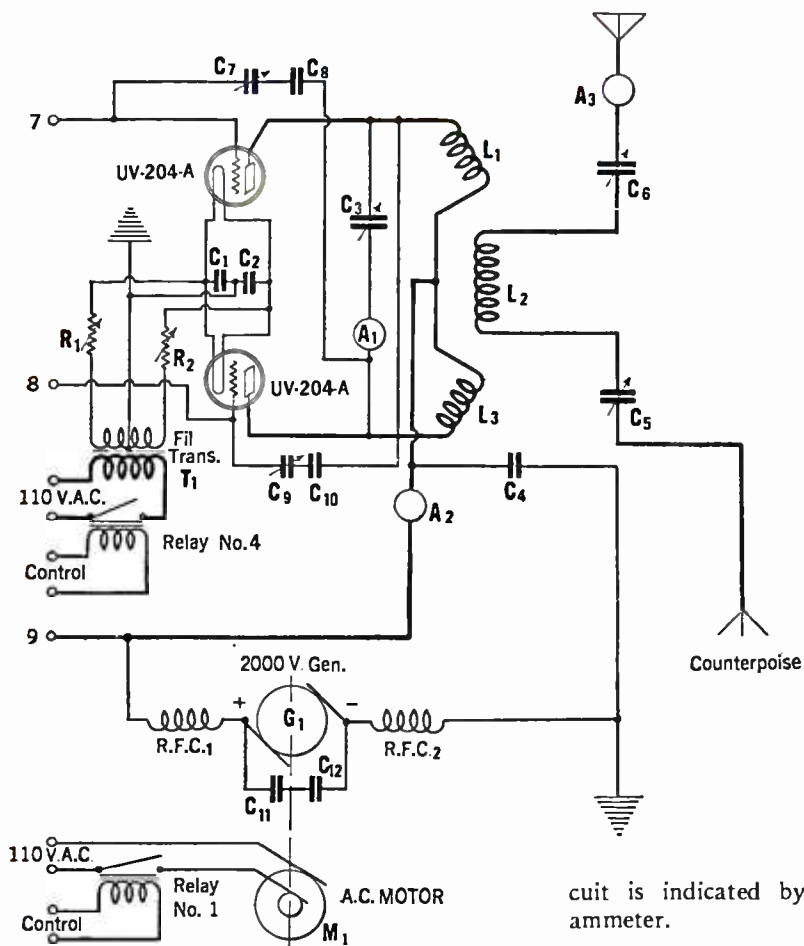 C7
C8
A3
7
L1
UV-204-A
C3
C6
C1 C2
L2
R1
R2
A1
8
UV-204-A
L3
C5
Fil
Trans.
T1
C9 C10
C4
110 V.A.C.
A2
Relay No.4
Control
9
Counterpoise
2000 V. Gen.
+ G1 -
R.F.C.1
R.F.C.2
C12
C11
110 V.A.C.
Relay
No. 1
A.C. MOTOR
M1
Control
cuit is indicated by
ammeter.